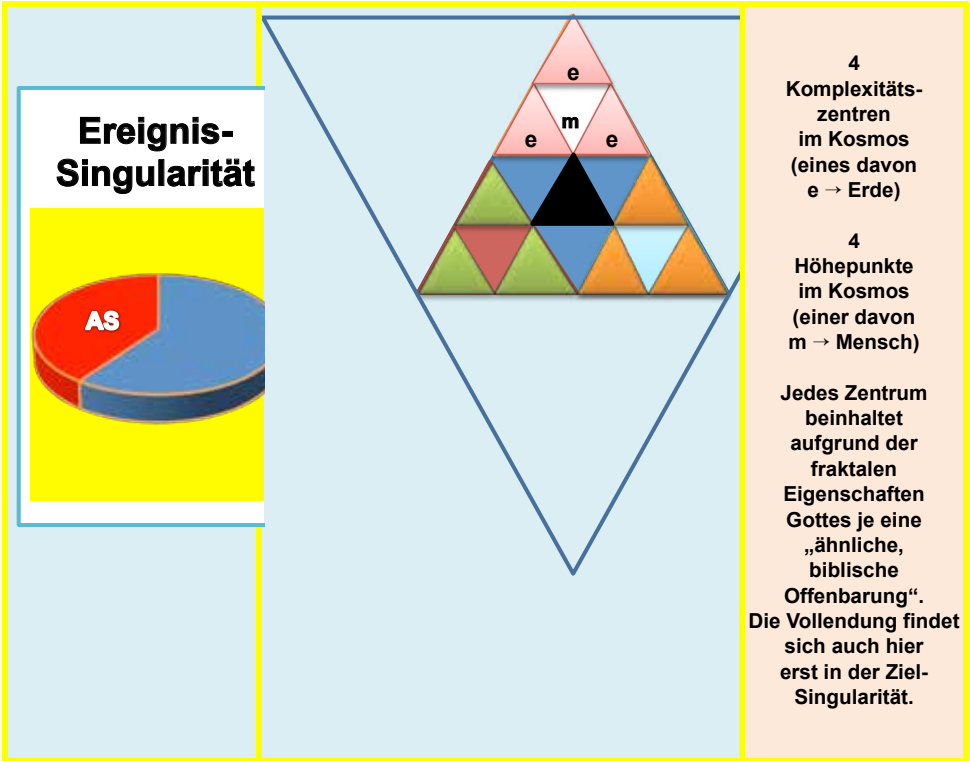 Ereignis-
Singularität
AS
e
m
e e
4
Komplexitäts-
zentren
im Kosmos
(eines davon
e → Erde)
4
Höhepunkte
im Kosmos
(einer davon
m → Mensch)
Jedes Zentrum
beinhaltet
aufgrund der
fraktalen
Eigenschaften
Gottes je eine
„ähnliche,
biblische
Offenbarung“.
Die Vollendung findet
sich auch hier
erst in der Ziel-
Singularität.